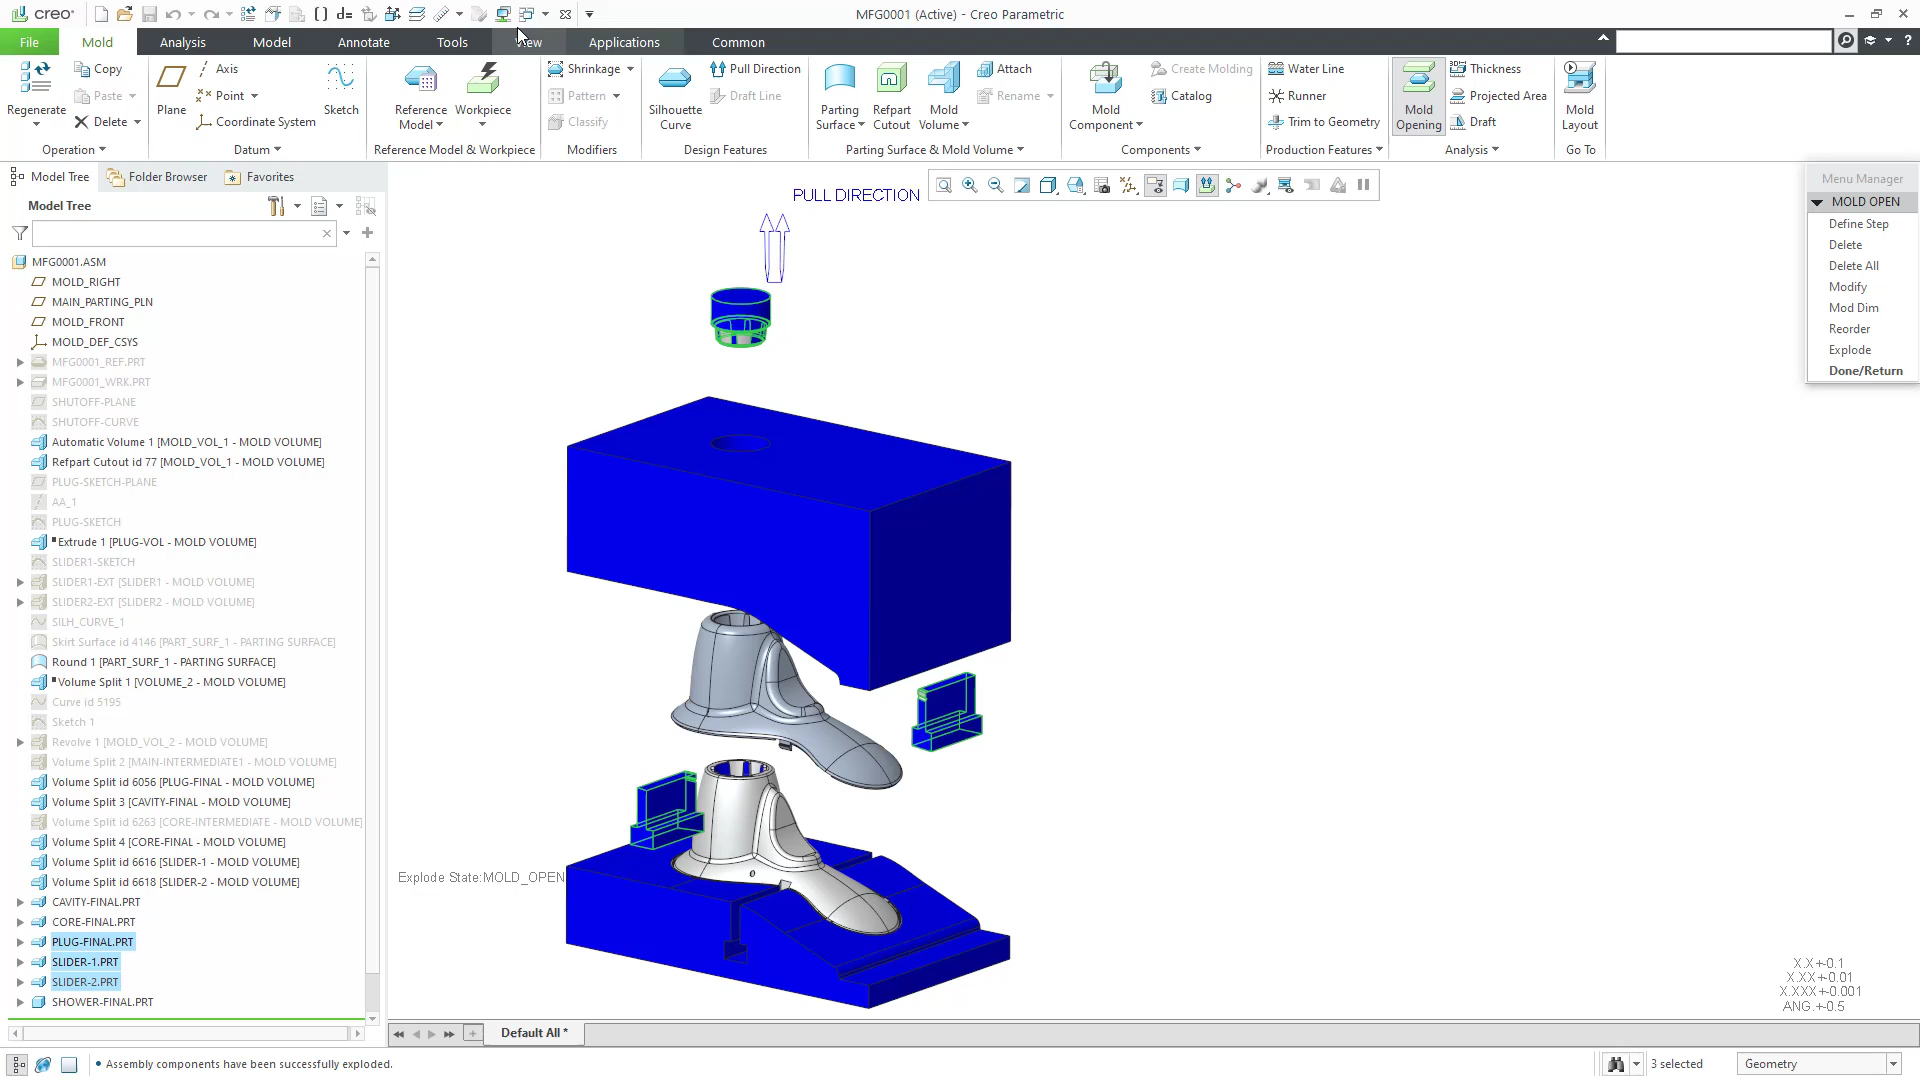 creo
MFG0001 (Active) - Creo Parametric
File
Mold
Analysis
Model
Annotate
Tools
View
Applications
Common
Regenerate
Copy
Paste
Delete
Operation
Plane
Axis
Point
Coordinate System
Sketch
Datum
Reference Model
Workpiece
Reference Model & Workpiece
Shrinkage
Pattern
Classify
Modifiers
Silhouette Curve
Pull Direction
Draft Line
Design Features
Parting Surface
Refpart Cutout
Mold Volume
Attach
Rename
Parting Surface & Mold Volume
Mold Component
Create Molding
Catalog
Components
Water Line
Runner
Trim to Geometry
Production Features
Mold Opening
Thickness
Projected Area
Draft
Analysis
Mold Layout
Go To
Model Tree
Folder Browser
Favorites
Model Tree
MFG0001.ASM
MOLD_RIGHT
MAIN_PARTING_PLN
MOLD_FRONT
MOLD_DEF_CSYS
MFG0001_REF.PRT
MFG0001_WRK.PRT
SHUTOFF-PLANE
SHUTOFF-CURVE
Automatic Volume 1 [MOLD_VOL_1 - MOLD VOLUME]
Refpart Cutout id 77 [MOLD_VOL_1 - MOLD VOLUME]
PLUG-SKETCH-PLANE
AA_1
PLUG-SKETCH
Extrude 1 [PLUG-VOL - MOLD VOLUME]
SLIDER1-SKETCH
SLIDER1-EXT [SLIDER1 - MOLD VOLUME]
SLIDER2-EXT [SLIDER2 - MOLD VOLUME]
SILH_CURVE_1
Skirt Surface id 4146 [PART_SURF_1 - PARTING SURFACE]
Round 1 [PART_SURF_1 - PARTING SURFACE]
Volume Split 1 [VOLUME_2 - MOLD VOLUME]
Curve id 5195
Sketch 1
Revolve 1 [MOLD_VOL_2 - MOLD VOLUME]
Volume Split 2 [MAIN-INTERMEDIATE1 - MOLD VOLUME]
Volume Split id 6056 [PLUG-FINAL - MOLD VOLUME]
Volume Split 3 [CAVITY-FINAL - MOLD VOLUME]
Volume Split id 6263 [CORE-INTERMEDIATE - MOLD VOLUME]
Volume Split 4 [CORE-FINAL - MOLD VOLUME]
Volume Split id 6616 [SLIDER-1 - MOLD VOLUME]
Volume Split id 6618 [SLIDER-2 - MOLD VOLUME]
CAVITY-FINAL.PRT
CORE-FINAL.PRT
PLUG-FINAL.PRT
SLIDER-1.PRT
SLIDER-2.PRT
SHOWER-FINAL.PRT
PULL DIRECTION
Explode State:MOLD_OPEN
Menu Manager
MOLD OPEN
Define Step
Delete
Delete All
Modify
Mod Dim
Reorder
Explode
Done/Return
X.X+-0.1
X.XX+-0.01
X.XXX+-0.001
ANG.+-0.5
Default All *
• Assembly components have been successfully exploded.
3 selected
Geometry